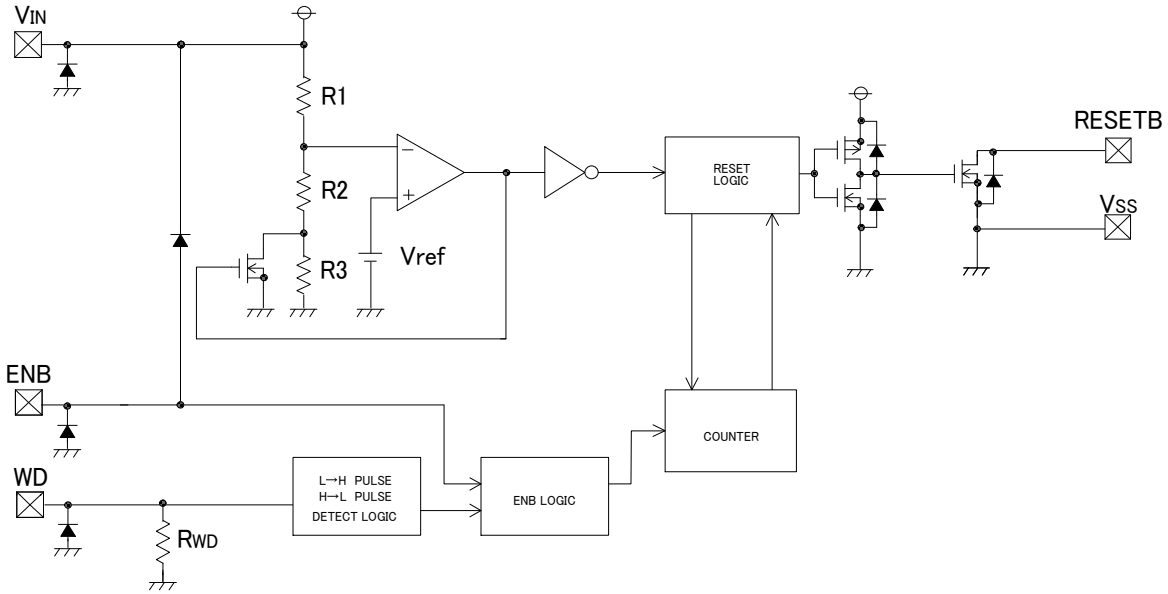 VIN
R1
RESETB
−
RESET
LOGIC
R2
+
VSS
Vref
R3
ENB
COUNTER
WD
L→H PULSE
H→L PULSE
DETECT LOGIC
ENB LOGIC
RWD